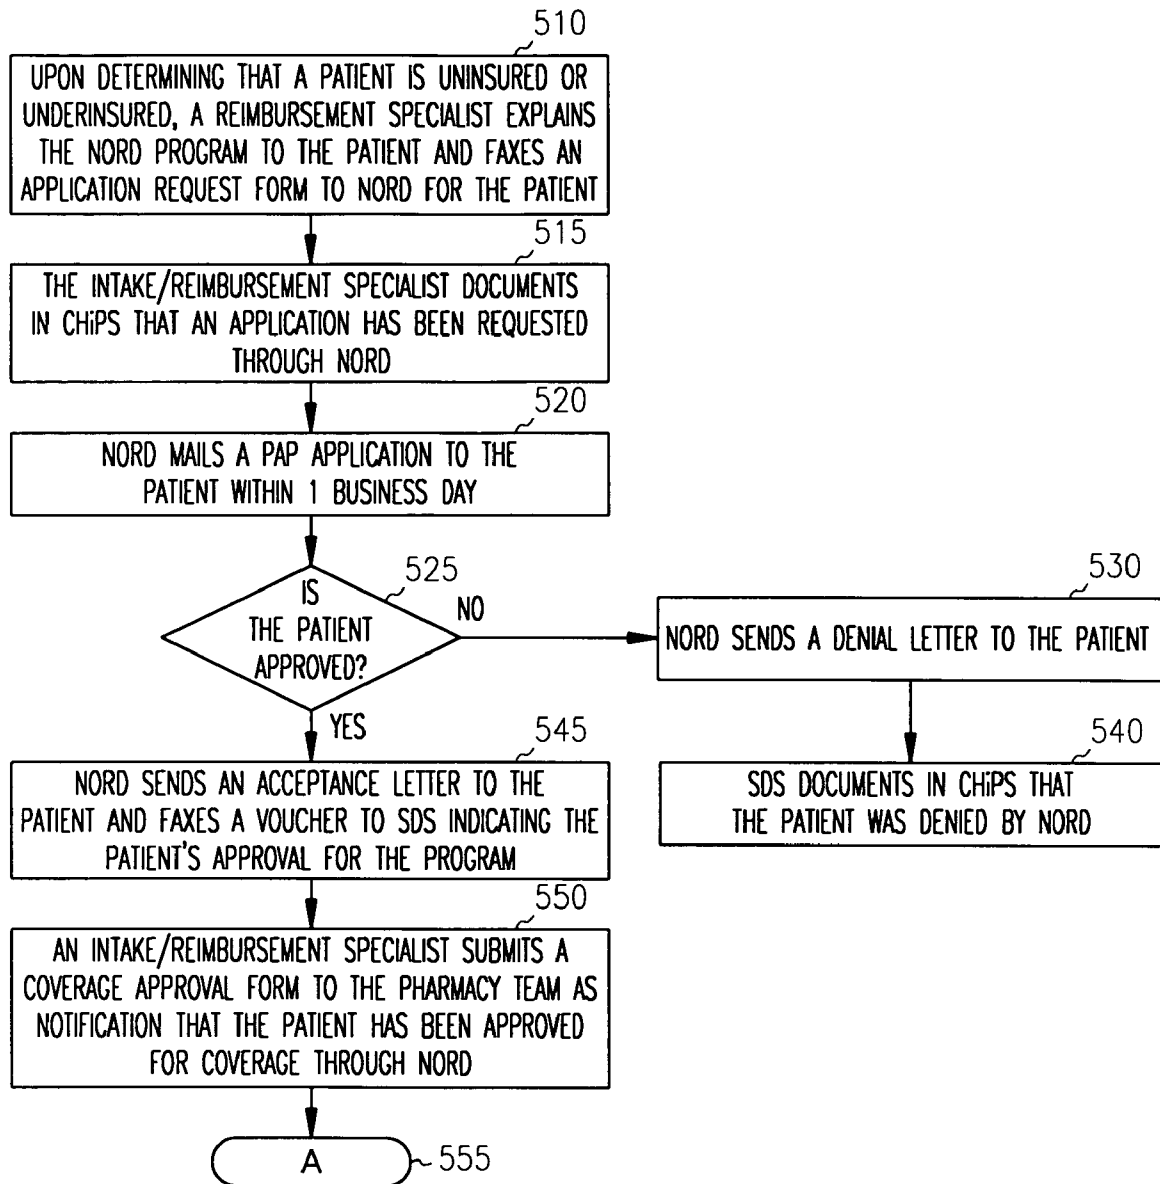 510
UPON DETERMINING THAT A PATIENT IS UNINSURED OR
UNDERINSURED, A REIMBURSEMENT SPECIALIST EXPLAINS
THE NORD PROGRAM TO THE PATIENT AND FAXES AN
APPLICATION REQUEST FORM TO NORD FOR THE PATIENT
515
THE INTAKE/REIMBURSEMENT SPECIALIST DOCUMENTS
IN CHiPS THAT AN APPLICATION HAS BEEN REQUESTED
THROUGH NORD
520
NORD MAILS A PAP APPLICATION TO THE
PATIENT WITHIN 1 BUSINESS DAY
525
IS
THE PATIENT
APPROVED?
NO
530
NORD SENDS A DENIAL LETTER TO THE PATIENT
540
SDS DOCUMENTS IN CHiPS THAT
THE PATIENT WAS DENIED BY NORD
YES
545
NORD SENDS AN ACCEPTANCE LETTER TO THE
PATIENT AND FAXES A VOUCHER TO SDS INDICATING THE
PATIENT'S APPROVAL FOR THE PROGRAM
550
AN INTAKE/REIMBURSEMENT SPECIALIST SUBMITS A
COVERAGE APPROVAL FORM TO THE PHARMACY TEAM AS
NOTIFICATION THAT THE PATIENT HAS BEEN APPROVED
FOR COVERAGE THROUGH NORD
A
555